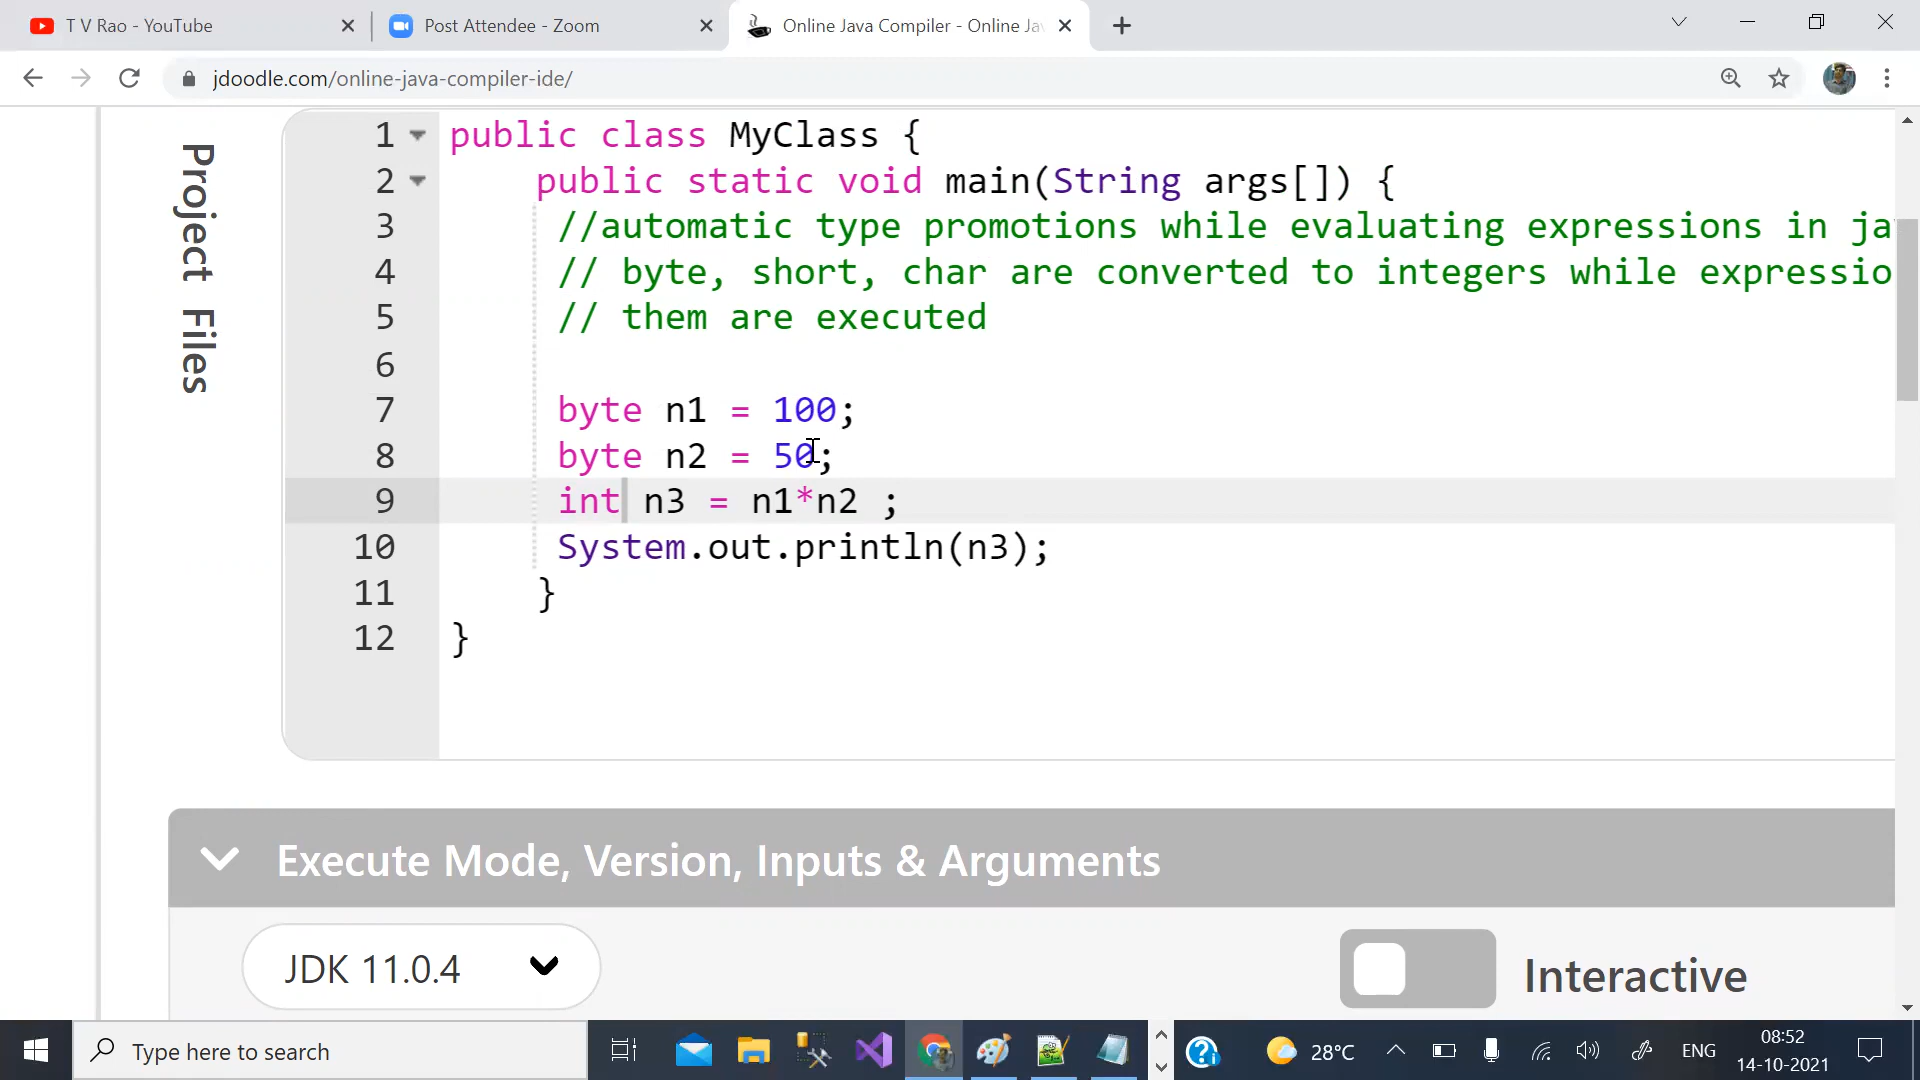 T V Rao - YouTube
Post Attendee - Zoom
Online Java Compiler - Online Ja
jdoodle.com/online-java-compiler-ide/
Project Files
1 public class MyClass {
2 public static void main(String args[]) {
3 //automatic type promotions while evaluating expressions in ja
4 // byte, short, char are converted to integers while expressio
5 // them are executed
6
7 byte n1 = 100;
8 byte n2 = 50;
9 int n3 = n1*n2 ;
10 System.out.println(n3);
11 }
12 }
Execute Mode, Version, Inputs & Arguments
JDK 11.0.4
Interactive
Type here to search
28°C
ENG
08:52
14-10-2021